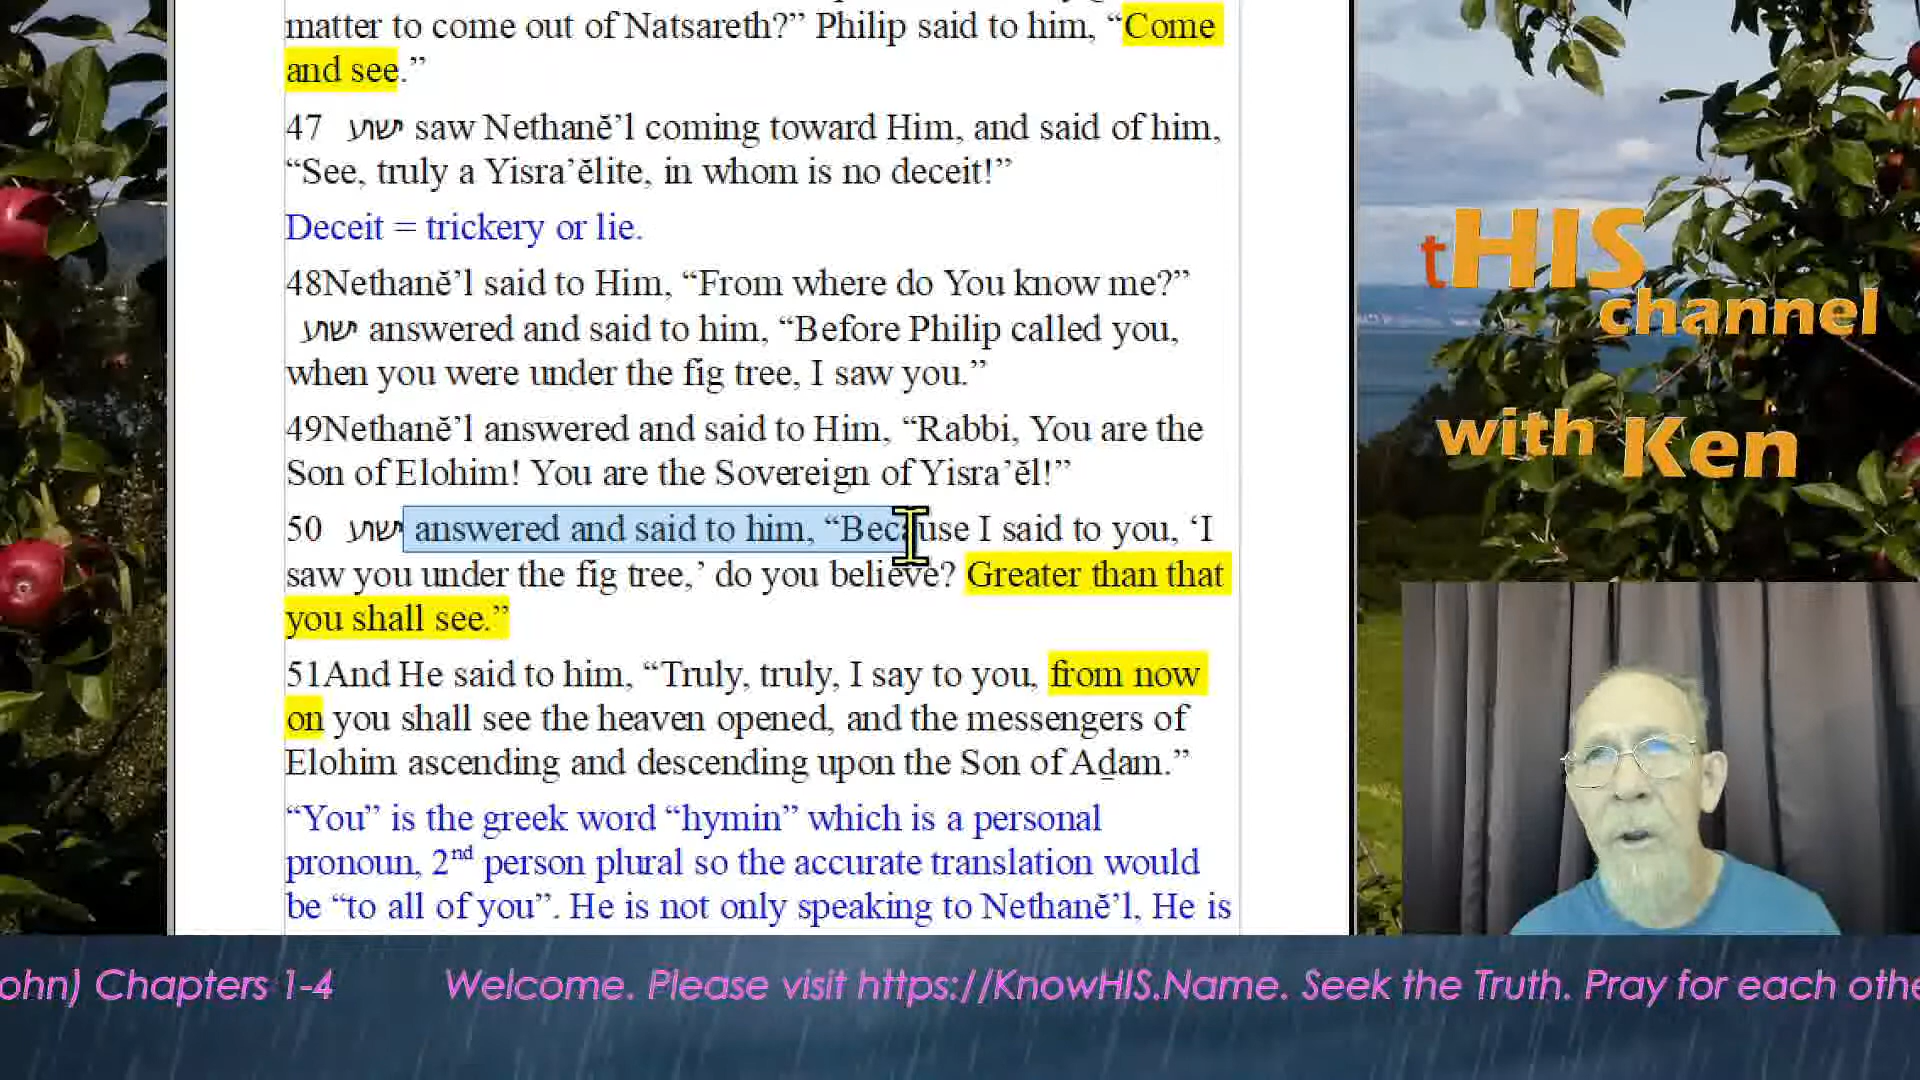 matter to come out of Natsareth?” Philip said to him, “Come
and see.”
47 ישוע saw Nethanĕ’l coming toward Him, and said of him,
“See, truly a Yisra’ĕlite, in whom is no deceit!”
Deceit = trickery or lie.
48Nethanĕ’l said to Him, “From where do You know me?”
ישוע answered and said to him, “Before Philip called you,
when you were under the fig tree, I saw you.”
49Nethanĕ’l answered and said to Him, “Rabbi, You are the
Son of Elohim! You are the Sovereign of Yisra’ĕl!”
50 ישוע answered and said to him, “Because I said to you, ‘I
saw you under the fig tree,’ do you believe? Greater than that
you shall see.”
51And He said to him, “Truly, truly, I say to you, from now
on you shall see the heaven opened, and the messengers of
Elohim ascending and descending upon the Son of Aḏam.”
“You” is the greek word “hymin” which is a personal
pronoun, 2nd person plural so the accurate translation would
be “to all of you”. He is not only speaking to Nethanĕ’l, He is
tHIS
channel
with Ken
ohn) Chapters 1-4 Welcome. Please visit https://KnowHIS.Name. Seek the Truth. Pray for each othe